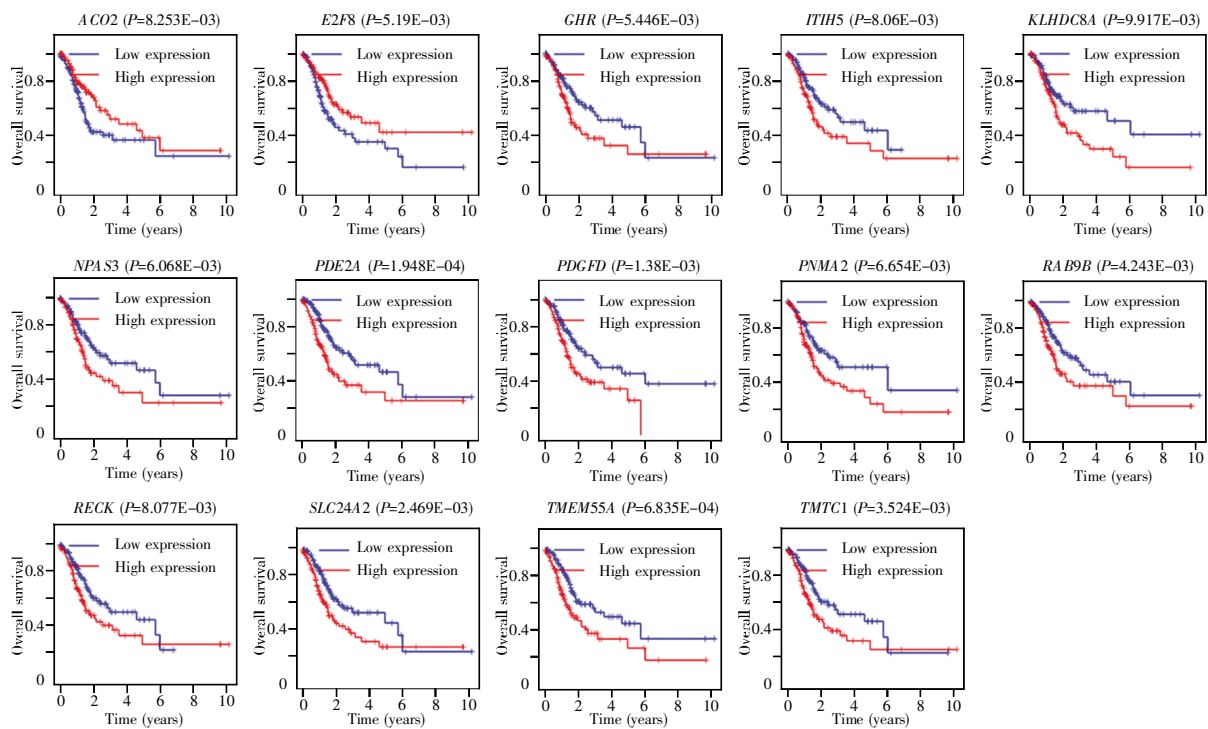 ACO2 (P=8.253E−03)
Low expression
High expression
Overall survival
0.8
0.4
0
0 2 4 6 8 10
Time (years)
E2F8 (P=5.19E−03)
Low expression
High expression
Overall survival
0.8
0.4
0
0 2 4 6 8 10
Time (years)
GHR (P=5.446E−03)
Low expression
High expression
Overall survival
0.8
0.4
0
0 2 4 6 8 10
Time (years)
ITIH5 (P=8.06E−03)
Low expression
High expression
Overall survival
0.8
0.4
0
0 2 4 6 8 10
Time (years)
KLHDC8A (P=9.917E−03)
Low expression
High expression
Overall survival
0.8
0.4
0
0 2 4 6 8 10
Time (years)
NPAS3 (P=6.068E−03)
Low expression
High expression
Overall survival
0.8
0.4
0
0 2 4 6 8 10
Time (years)
PDE2A (P=1.948E−04)
Low expression
High expression
Overall survival
0.8
0.4
0
0 2 4 6 8 10
Time (years)
PDGFD (P=1.38E−03)
Low expression
High expression
Overall survival
0.8
0.4
0
0 2 4 6 8 10
Time (years)
PNMA2 (P=6.654E−03)
Low expression
High expression
Overall survival
0.8
0.4
0
0 2 4 6 8 10
Time (years)
RAB9B (P=4.243E−03)
Low expression
High expression
Overall survival
0.8
0.4
0
0 2 4 6 8 10
Time (years)
RECK (P=8.077E−03)
Low expression
High expression
Overall survival
0.8
0.4
0
0 2 4 6 8 10
Time (years)
SLC24A2 (P=2.469E−03)
Low expression
High expression
Overall survival
0.8
0.4
0
0 2 4 6 8 10
Time (years)
TMEM55A (P=6.835E−04)
Low expression
High expression
Overall survival
0.8
0.4
0
0 2 4 6 8 10
Time (years)
TMTC1 (P=3.524E−03)
Low expression
High expression
Overall survival
0.8
0.4
0
0 2 4 6 8 10
Time (years)